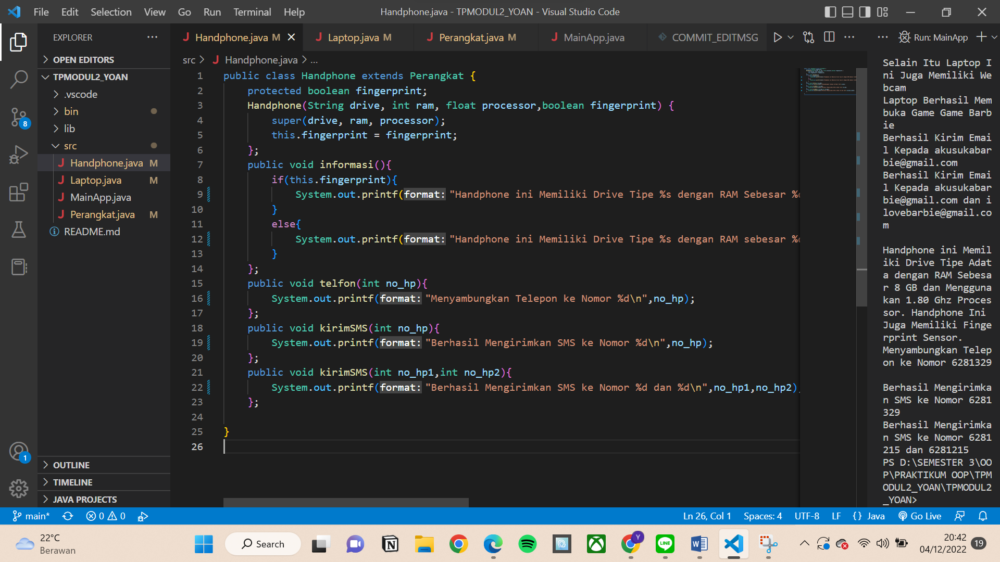 File Edit Selection View Go Run Terminal Help
Handphone.java - TPMODUL2_YOAN - Visual Studio Code
EXPLORER
Handphone.java M
Laptop.java M
Perangkat.java M
MainApp.java
COMMIT_EDITMSG
Run: MainApp
OPEN EDITORS
TPMODUL2_YOAN
.vscode
bin
lib
src
Handphone.java M
Laptop.java M
MainApp.java
Perangkat.java M
README.md
OUTLINE
TIMELINE
JAVA PROJECTS
8
1
src > Handphone.java > ...
1 public class Handphone extends Perangkat {
2 protected boolean fingerprint;
3 Handphone(String drive, int ram, float processor,boolean fingerprint) {
4 super(drive, ram, processor);
5 this.fingerprint = fingerprint;
6 };
7 public void informasi(){
8 if(this.fingerprint){
9 System.out.printf(format: "Handphone ini Memiliki Drive Tipe %s dengan RAM Sebesar %
10 }
11 else{
12 System.out.printf(format: "Handphone ini Memiliki Drive Tipe %s dengan RAM sebesar %
13 }
14 };
15 public void telfon(int no_hp){
16 System.out.printf(format: "Menyambungkan Telepon ke Nomor %d\n",no_hp);
17 };
18 public void kirimSMS(int no_hp){
19 System.out.printf(format: "Berhasil Mengirimkan SMS ke Nomor %d\n",no_hp);
20 };
21 public void kirimSMS(int no_hp1,int no_hp2){
22 System.out.printf(format: "Berhasil Mengirimkan SMS ke Nomor %d dan %d\n",no_hp1,no_hp2)
23 };
24
25 }
26
Selain Itu Laptop I
ni Juga Memiliki We
bcam
Laptop Berhasil Mem
buka Game Game Barb
ie
Berhasil Kirim Emai
l Kepada akusukabar
bie@gmail.com
Berhasil Kirim Emai
l Kepada akusukabar
bie@gmail.com dan i
lovebarbie@gmail.co
m
Handphone ini Memil
iki Drive Tipe Adat
a dengan RAM Sebesa
r 8 GB dan Mengguna
kan 1.80 Ghz Proces
sor. Handphone Ini
Juga Memiliki Finge
rprint Sensor.
Menyambungkan Telep
on ke Nomor 6281329
Berhasil Mengirimka
n SMS ke Nomor 6281
329
Berhasil Mengirimka
n SMS ke Nomor 6281
215 dan 6281215
PS D:\SEMESTER 3\OO
P\PRAKTIKUM OOP\TPM
ODUL2_YOAN\TPMODUL2
_YOAN>
main* 0 0
Ln 26, Col 1 Spaces: 4 UTF-8 LF {} Java Go Live
22°C
Berawan
Search
Y
LINE
20:42
04/12/2022
19